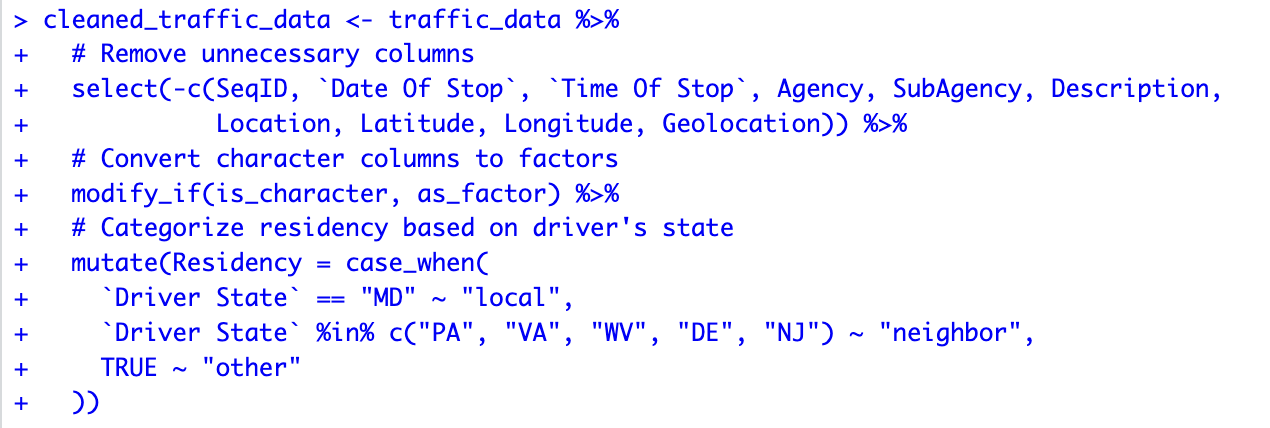 > cleaned_traffic_data <- traffic_data %>%
+   # Remove unnecessary columns
+   select(-c(SeqID, `Date Of Stop`, `Time Of Stop`, Agency, SubAgency, Description,
+             Location, Latitude, Longitude, Geolocation)) %>%
+   # Convert character columns to factors
+   modify_if(is_character, as_factor) %>%
+   # Categorize residency based on driver's state
+   mutate(Residency = case_when(
+     `Driver State` == "MD" ~ "local",
+     `Driver State` %in% c("PA", "VA", "WV", "DE", "NJ") ~ "neighbor",
+     TRUE ~ "other"
+   ))